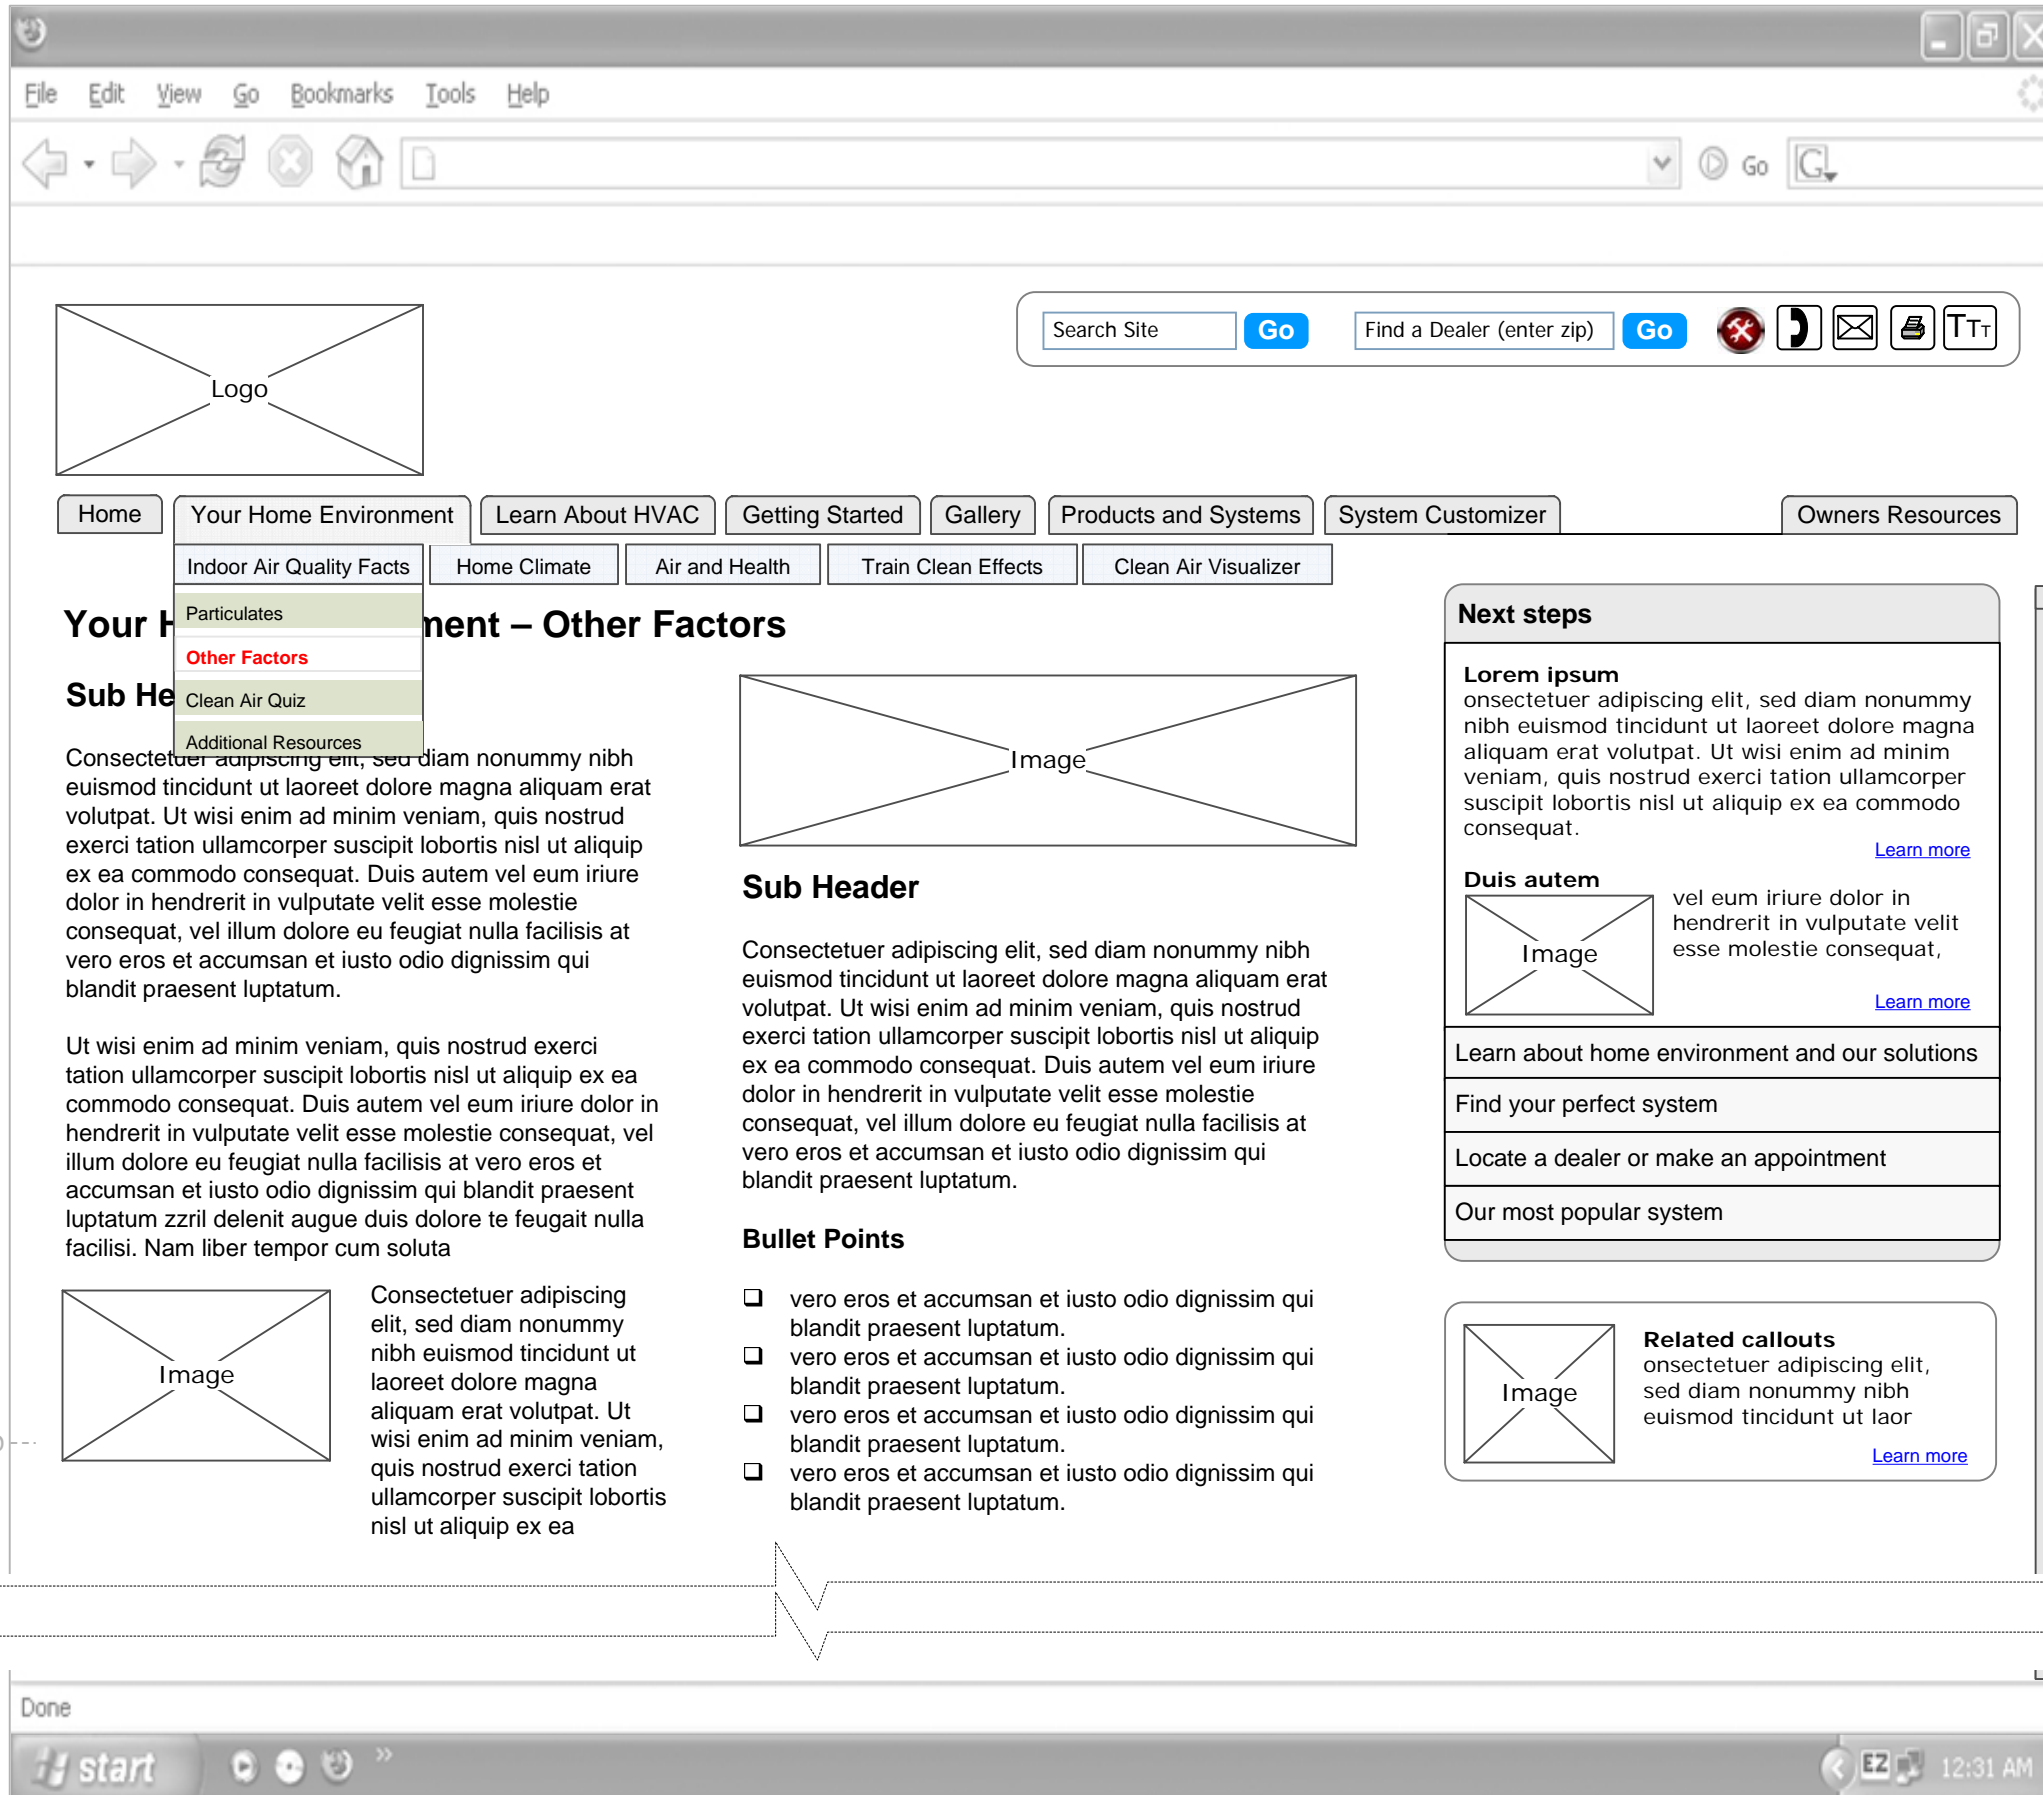 File Edit View Go Bookmarks Tools Help
Go G
Search Site Go Find a Dealer (enter zip) Go TTT
Logo
Home Your Home Environment Learn About HVAC Getting Started Gallery Products and Systems System Customizer Owners Resources
Indoor Air Quality Facts Home Climate Air and Health Train Clean Effects Clean Air Visualizer
Particulates
Other Factors
Clean Air Quiz
Additional Resources
Your H ment – Other Factors
Sub He
Consectetuer adipiscing elit, sed diam nonummy nibh
euismod tincidunt ut laoreet dolore magna aliquam erat
volutpat. Ut wisi enim ad minim veniam, quis nostrud
exerci tation ullamcorper suscipit lobortis nisl ut aliquip
ex ea commodo consequat. Duis autem vel eum iriure
dolor in hendrerit in vulputate velit esse molestie
consequat, vel illum dolore eu feugiat nulla facilisis at
vero eros et accumsan et iusto odio dignissim qui
blandit praesent luptatum.
Ut wisi enim ad minim veniam, quis nostrud exerci
tation ullamcorper suscipit lobortis nisl ut aliquip ex ea
commodo consequat. Duis autem vel eum iriure dolor in
hendrerit in vulputate velit esse molestie consequat, vel
illum dolore eu feugiat nulla facilisis at vero eros et
accumsan et iusto odio dignissim qui blandit praesent
luptatum zzril delenit augue duis dolore te feugait nulla
facilisi. Nam liber tempor cum soluta
Image
Consectetuer adipiscing
elit, sed diam nonummy
nibh euismod tincidunt ut
laoreet dolore magna
aliquam erat volutpat. Ut
wisi enim ad minim veniam,
quis nostrud exerci tation
ullamcorper suscipit lobortis
nisl ut aliquip ex ea
Image
Sub Header
Consectetuer adipiscing elit, sed diam nonummy nibh
euismod tincidunt ut laoreet dolore magna aliquam erat
volutpat. Ut wisi enim ad minim veniam, quis nostrud
exerci tation ullamcorper suscipit lobortis nisl ut aliquip
ex ea commodo consequat. Duis autem vel eum iriure
dolor in hendrerit in vulputate velit esse molestie
consequat, vel illum dolore eu feugiat nulla facilisis at
vero eros et accumsan et iusto odio dignissim qui
blandit praesent luptatum.
Bullet Points
❑ vero eros et accumsan et iusto odio dignissim qui
blandit praesent luptatum.
❑ vero eros et accumsan et iusto odio dignissim qui
blandit praesent luptatum.
❑ vero eros et accumsan et iusto odio dignissim qui
blandit praesent luptatum.
❑ vero eros et accumsan et iusto odio dignissim qui
blandit praesent luptatum.
Next steps
Lorem ipsum
onsectetuer adipiscing elit, sed diam nonummy
nibh euismod tincidunt ut laoreet dolore magna
aliquam erat volutpat. Ut wisi enim ad minim
veniam, quis nostrud exerci tation ullamcorper
suscipit lobortis nisl ut aliquip ex ea commodo
consequat.
Learn more
Duis autem
Image
vel eum iriure dolor in
hendrerit in vulputate velit
esse molestie consequat,
Learn more
Learn about home environment and our solutions
Find your perfect system
Locate a dealer or make an appointment
Our most popular system
Image
Related callouts
onsectetuer adipiscing elit,
sed diam nonummy nibh
euismod tincidunt ut laor
Learn more
Done
start » EZ 12:31 AM